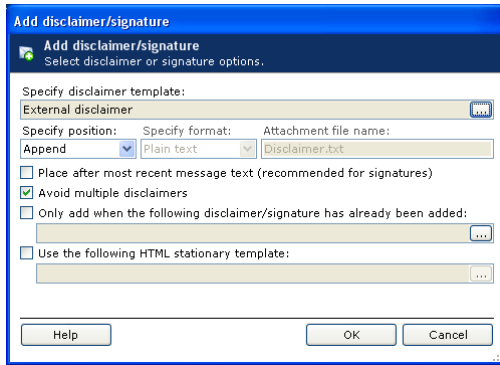 Add disclaimer/signature
Add disclaimer/signature
Select disclaimer or signature options.
Specify disclaimer template:
External disclaimer ...
Specify position: Specify format: Attachment file name:
Append Plain text Disclaimer.txt
Place after most recent message text (recommended for signatures)
Avoid multiple disclaimers
Only add when the following disclaimer/signature has already been added:
...
Use the following HTML stationary template:
...
Help OK Cancel